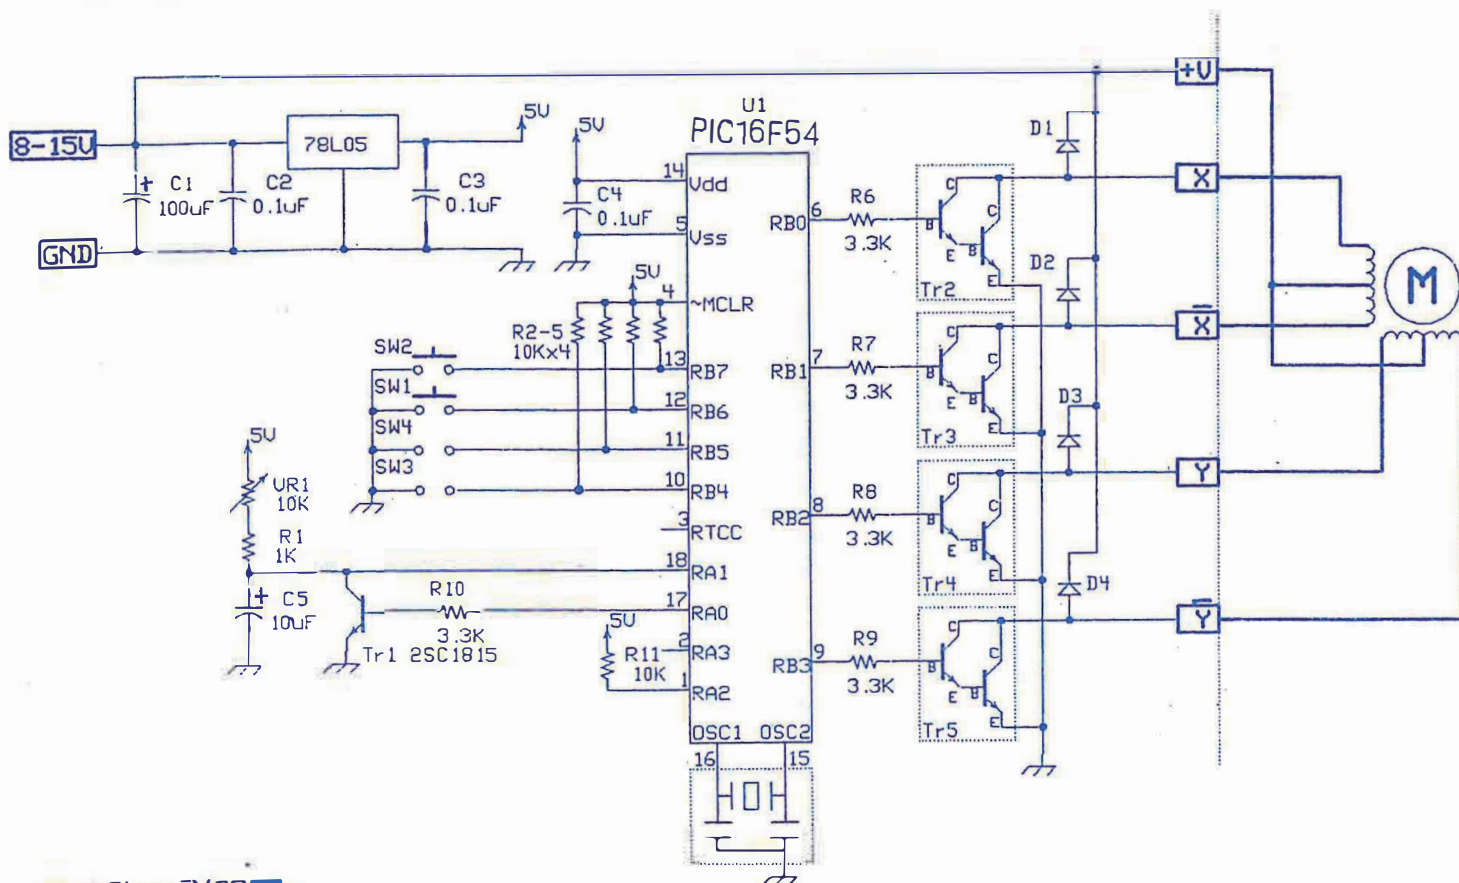 8-15V
GND
C1
100uF
C2
0.1uF
78L05
C3
0.1uF
5V
5V
C4
0.1uF
U1
PIC16F54
14
Vdd
5
Vss
5V
4
~MCLR
R2-5
10Kx4
SW2
13
RB7
SW1
12
RB6
SW4
11
RB5
SW3
10
RB4
3
RTCC
5V
VR1
10K
R1
1K
C5
10uF
18
RA1
17
RA0
R10
3.3K
Tr1 2SC1815
5V
R11
10K
2
RA3
1
RA2
OSC1
OSC2
16
15
RB0
6
R6
3.3K
B
C
E
B
C
E
Tr2
RB1
7
R7
3.3K
B
C
E
B
C
E
Tr3
RB2
8
R8
3.3K
B
C
E
B
C
E
Tr4
RB3
9
R9
3.3K
B
C
E
B
C
E
Tr5
D1
D2
D3
D4
+V
X
X̅
Y
Y̅
M